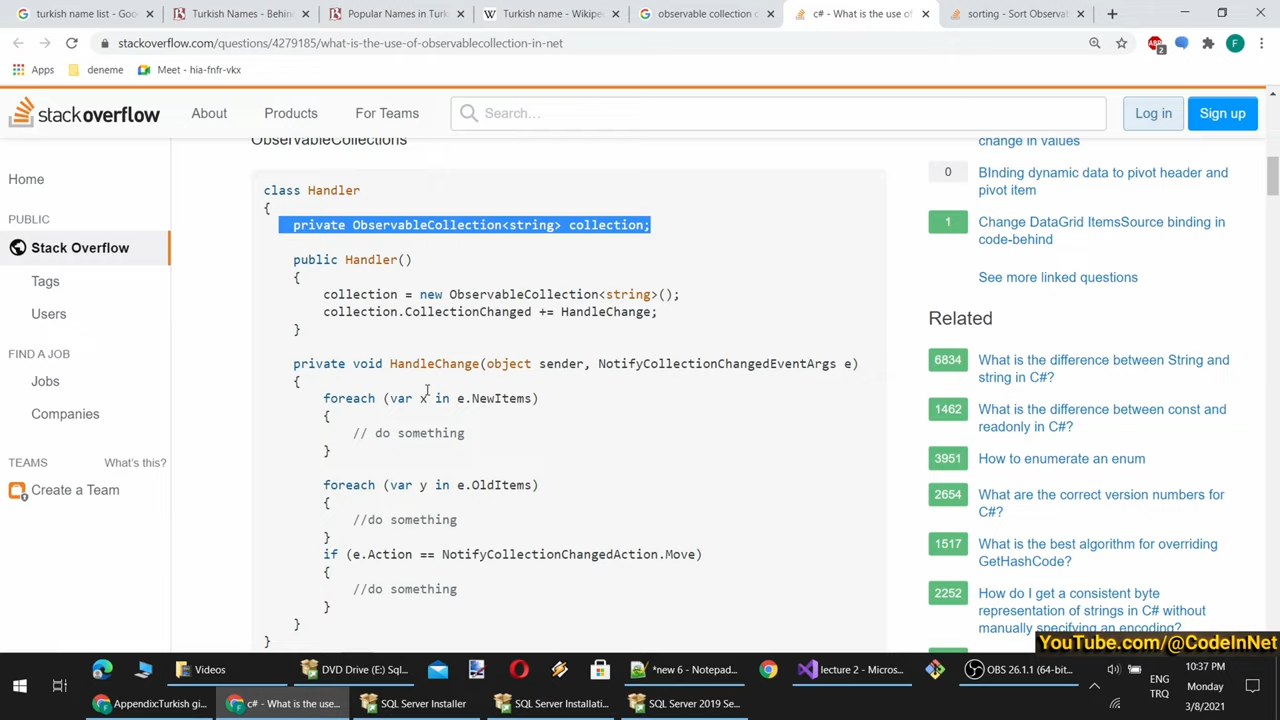 turkish name list - Goo
Turkish Names - Behin
Popular Names in Turk
Turkish name - Wikipe
observable collection c
c# - What is the use of
sorting - Sort Observat
stackoverflow.com/questions/4279185/what-is-the-use-of-observablecollection-in-net
2
F
Apps
deneme
Meet - hia-fnfr-vkx
stackoverflow
About
Products
For Teams
Search...
Log in
Sign up
Home
PUBLIC
Stack Overflow
Tags
Users
FIND A JOB
Jobs
Companies
TEAMS
What's this?
Create a Team
ObservableCollections
class Handler
{
private ObservableCollection<string> collection;
public Handler()
{
collection = new ObservableCollection<string>();
collection.CollectionChanged += HandleChange;
}
private void HandleChange(object sender, NotifyCollectionChangedEventArgs e)
{
foreach (var x in e.NewItems)
{
// do something
}
foreach (var y in e.OldItems)
{
//do something
}
if (e.Action == NotifyCollectionChangedAction.Move)
{
//do something
}
}
}
change in values
0
BInding dynamic data to pivot header and
pivot item
1
Change DataGrid ItemsSource binding in
code-behind
See more linked questions
Related
6834
What is the difference between String and
string in C#?
1462
What is the difference between const and
readonly in C#?
3951
How to enumerate an enum
2654
What are the correct version numbers for
C#?
1517
What is the best algorithm for overriding
GetHashCode?
2252
How do I get a consistent byte
representation of strings in C# without
manually specifying an encoding?
YouTube.com/@CodeInNet
Videos
DVD Drive (E:) Sql...
*new 6 - Notepad...
lecture 2 - Micros...
OBS 26.1.1 (64-bit...
Appendix:Turkish gi...
c# - What is the use...
SQL Server Installer
SQL Server Installati...
SQL Server 2019 Se...
ENG
TRQ
10:37 PM
Monday
3/8/2021